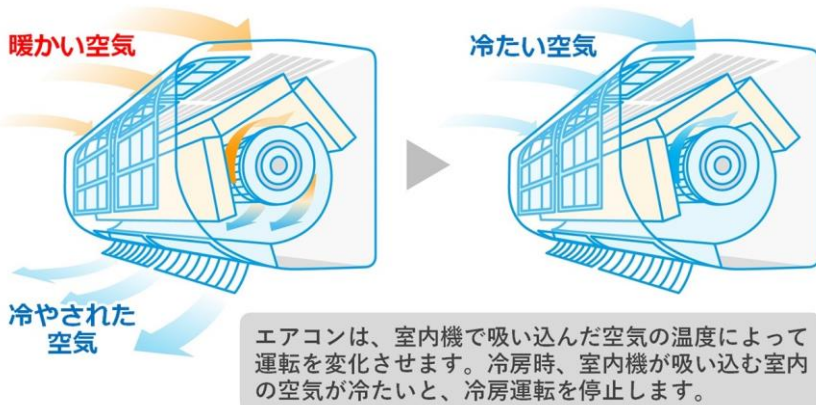 暖かい空気
冷たい空気
冷やされた
空気
エアコンは、室内機で吸い込んだ空気の温度によって
運転を変化させます。冷房時、室内機が吸い込む室内
の空気が冷たいと、冷房運転を停止します。